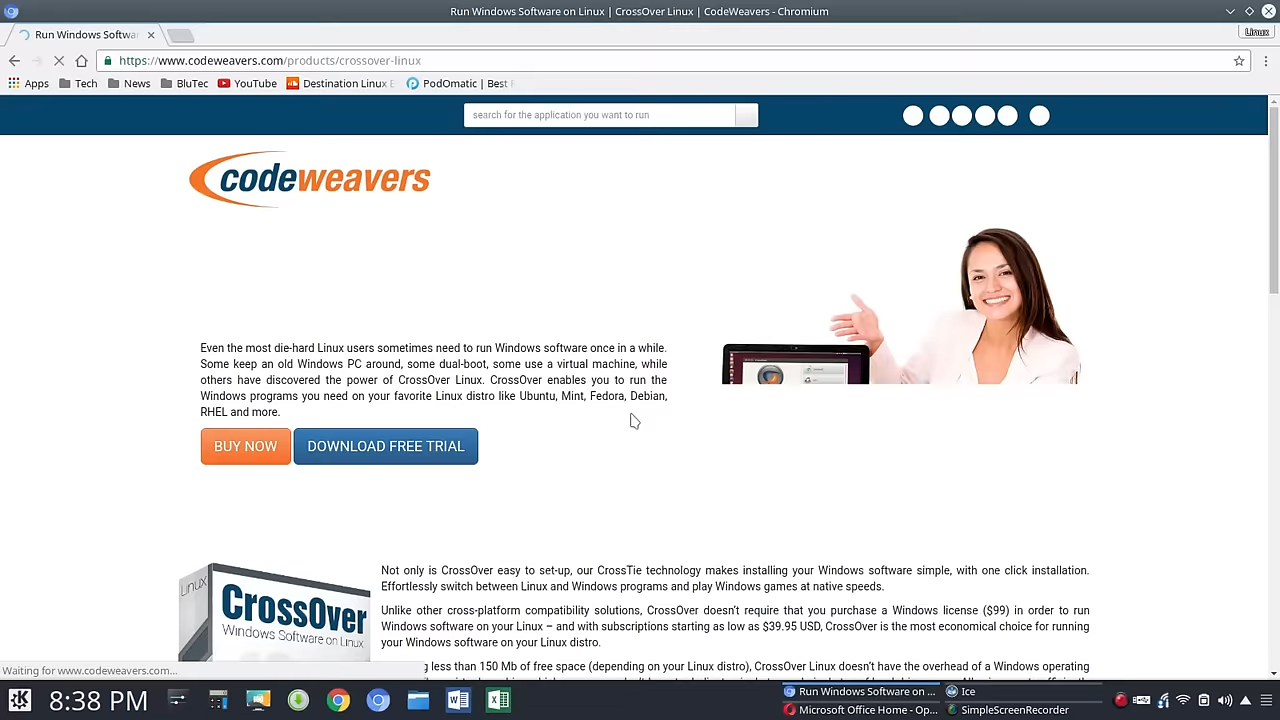 Run Windows Software on Linux | CrossOver Linux | CodeWeavers - Chromium
Run Windows Softwa
Linux
https://www.codeweavers.com/products/crossover-linux
Apps Tech News BluTec YouTube Destination Linux E PodOmatic | Best F
search for the application you want to run
codeweavers
Even the most die-hard Linux users sometimes need to run Windows software once in a while.
Some keep an old Windows PC around, some dual-boot, some use a virtual machine, while
others have discovered the power of CrossOver Linux. CrossOver enables you to run the
Windows programs you need on your favorite Linux distro like Ubuntu, Mint, Fedora, Debian,
RHEL and more.
BUY NOW DOWNLOAD FREE TRIAL
Linux
CrossOver
Windows Software on Linux
Not only is CrossOver easy to set-up, our CrossTie technology makes installing your Windows software simple, with one click installation.
Effortlessly switch between Linux and Windows programs and play Windows games at native speeds.
Unlike other cross-platform compatibility solutions, CrossOver doesn't require that you purchase a Windows license ($99) in order to run
Windows software on your Linux – and with subscriptions starting as low as $39.95 USD, CrossOver is the most economical choice for running
your Windows software on your Linux distro.
g less than 150 Mb of free space (depending on your Linux distro), CrossOver Linux doesn't have the overhead of a Windows operating
Waiting for www.codeweavers.com...
8:38 PM
Run Windows Software on ... Ice
Microsoft Office Home - Op... SimpleScreenRecorder